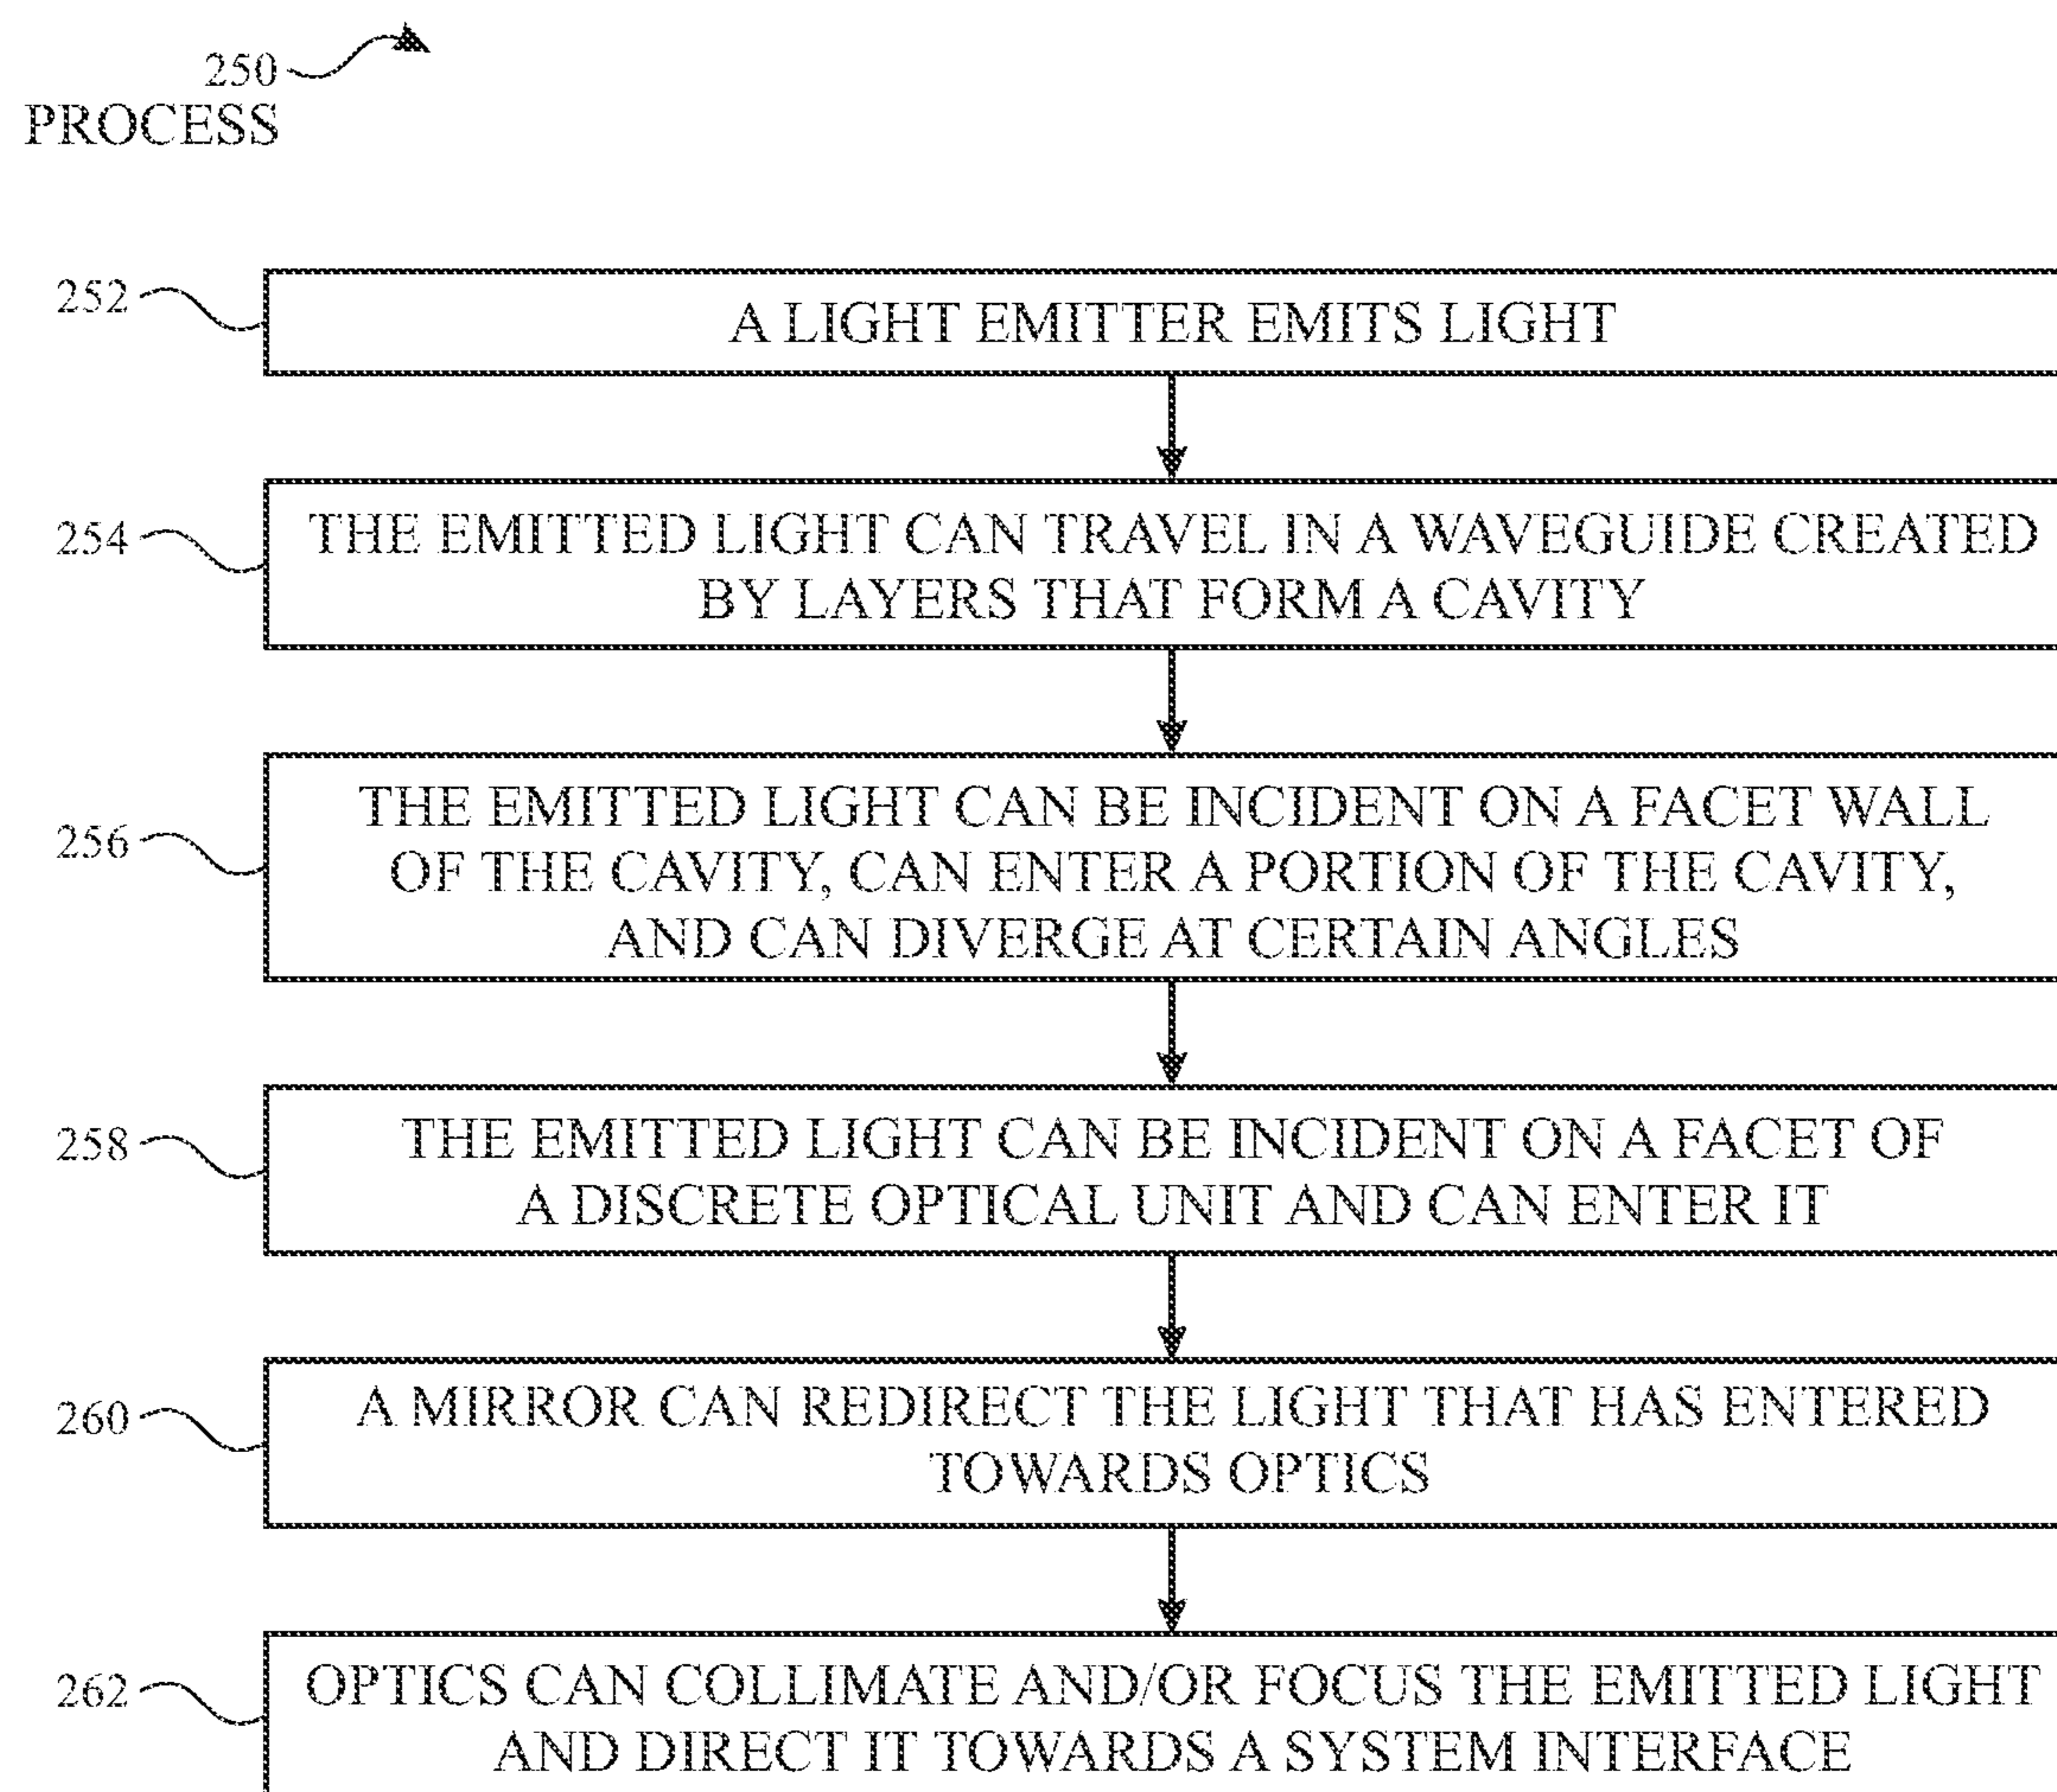 250
PROCESS
252
A LIGHT EMITTER EMITS LIGHT
254
THE EMITTED LIGHT CAN TRAVEL IN A WAVEGUIDE CREATED
BY LAYERS THAT FORM A CAVITY
256
THE EMITTED LIGHT CAN BE INCIDENT ON A FACET WALL
OF THE CAVITY, CAN ENTER A PORTION OF THE CAVITY,
AND CAN DIVERGE AT CERTAIN ANGLES
258
THE EMITTED LIGHT CAN BE INCIDENT ON A FACET OF
A DISCRETE OPTICAL UNIT AND CAN ENTER IT
260
A MIRROR CAN REDIRECT THE LIGHT THAT HAS ENTERED
TOWARDS OPTICS
262
OPTICS CAN COLLIMATE AND/OR FOCUS THE EMITTED LIGHT
AND DIRECT IT TOWARDS A SYSTEM INTERFACE